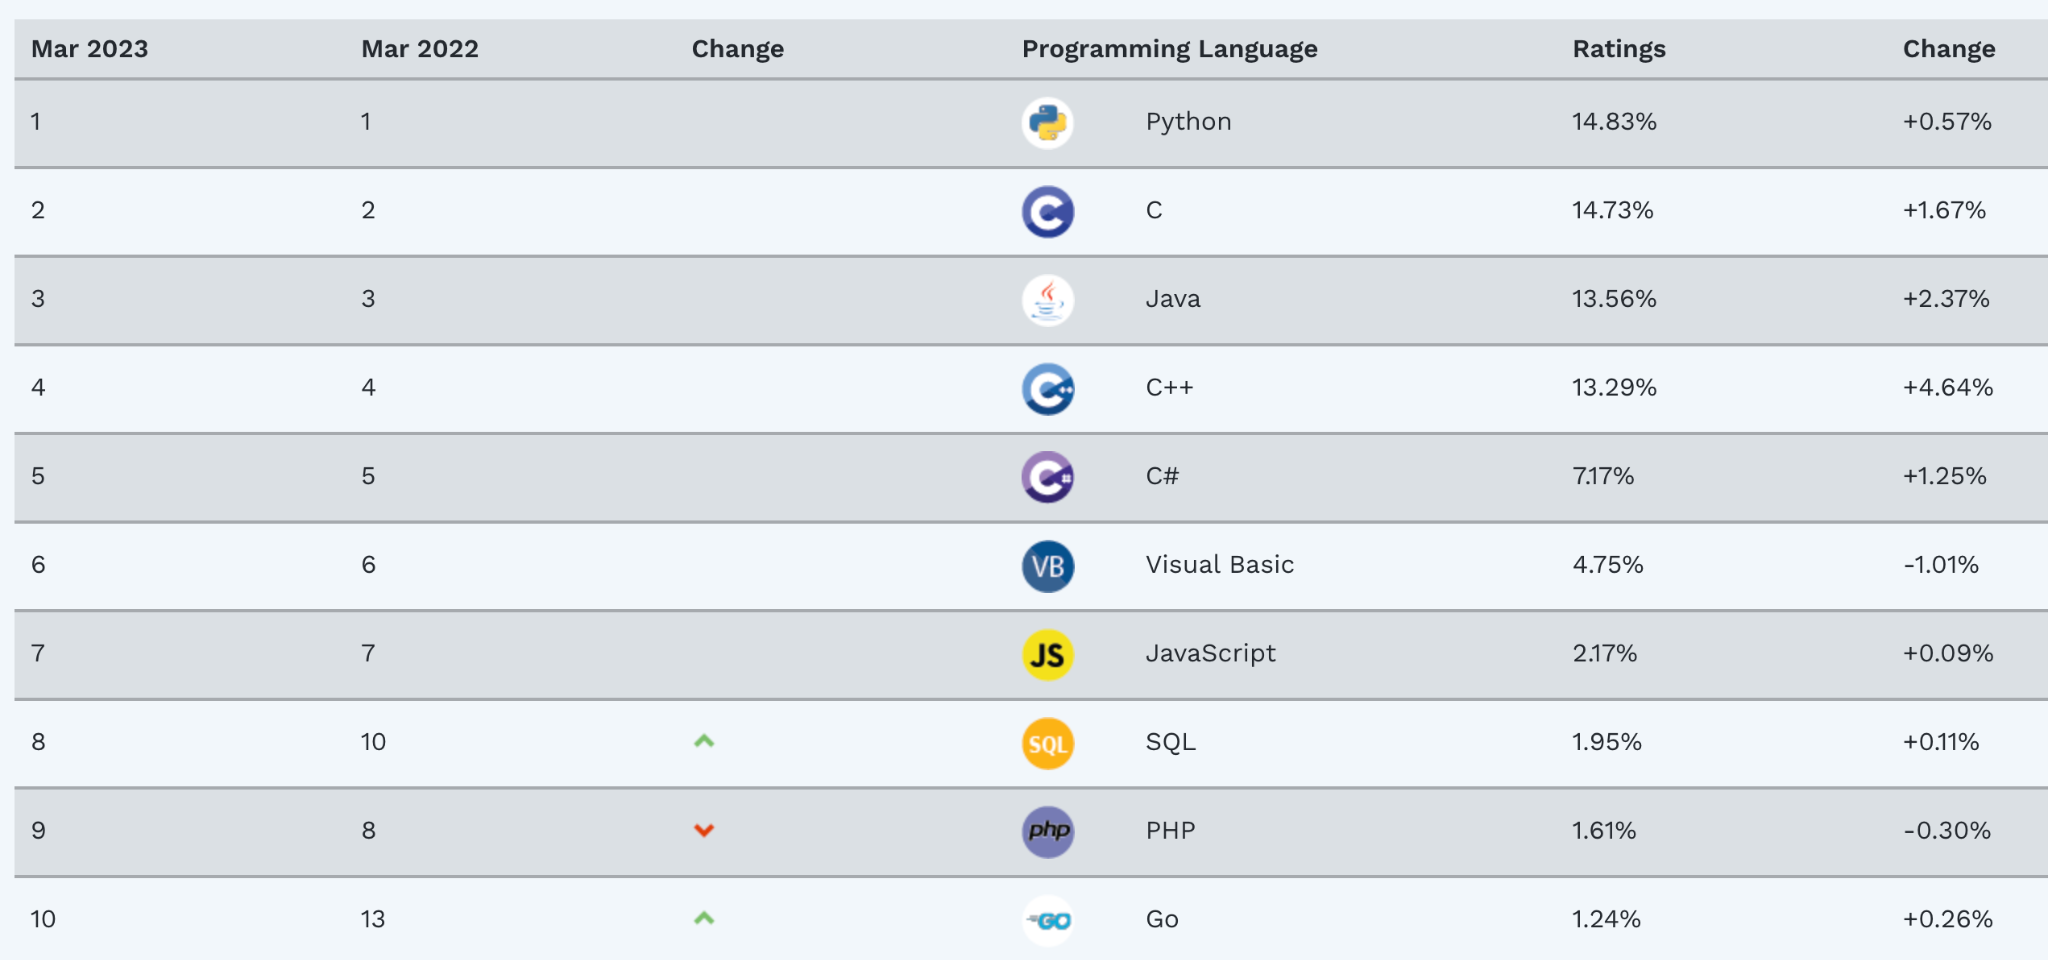 Mar 2023 Mar 2022 Change Programming Language Ratings Change
1 1 Python 14.83% +0.57%
2 2 C C 14.73% +1.67%
3 3 Java 13.56% +2.37%
4 4 C++ C++ 13.29% +4.64%
5 5 C# C# 7.17% +1.25%
6 6 VB Visual Basic 4.75% -1.01%
7 7 JS JavaScript 2.17% +0.09%
8 10 SQL SQL 1.95% +0.11%
9 8 php PHP 1.61% -0.30%
10 13 GO Go 1.24% +0.26%